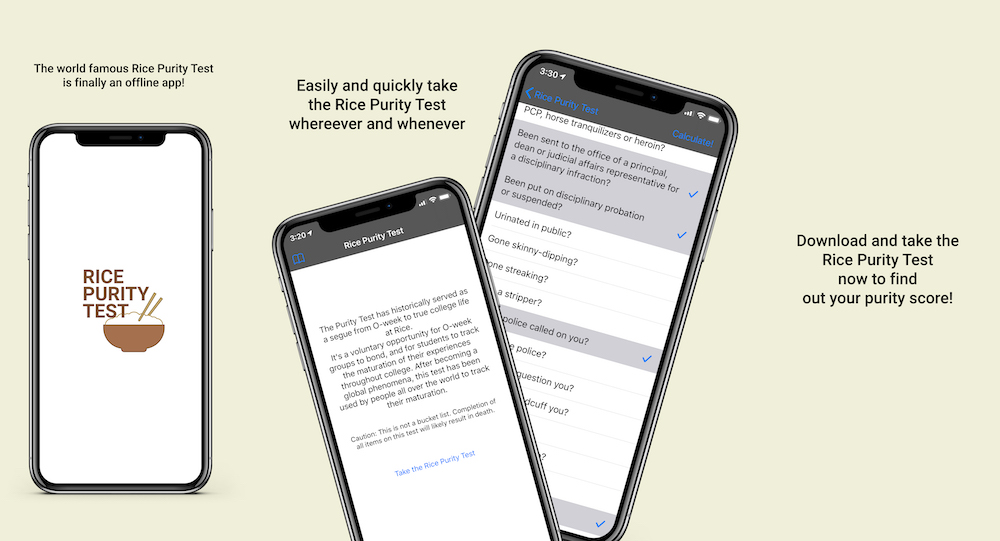 The world famous Rice Purity Test
is finally an offline app!
RICE
PURITY
TEST
Easily and quickly take
the Rice Purity Test
whereever and whenever
3:20
Rice Purity Test
The Purity Test has historically served as
a segue from O-week to true college life
at Rice.
It's a voluntary opportunity for O-week
groups to bond, and for students to track
the maturation of their experiences
throughout college. After becoming a
global phenomena, this test has been
used by people all over the world to track
their maturation.
Caution: This is not a bucket list. Completion of
all items on this test will likely result in death.
Take the Rice Purity Test
3:30
Rice Purity Test
Calculate!
PCP, horse tranquilizers or heroin?
Been sent to the office of a principal,
dean or judicial affairs representative for
a disciplinary infraction?
Been put on disciplinary probation
or suspended?
Urinated in public?
Gone skinny-dipping?
one streaking?
a stripper?
police called on you?
e police?
question you?
dcuff you?
?
Download and take the
Rice Purity Test
now to find
out your purity score!